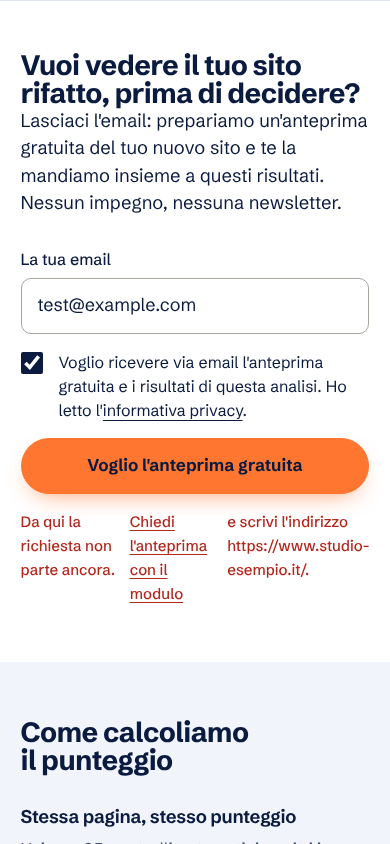 Vuoi vedere il tuo sito
rifatto, prima di decidere?
Lasciaci l'email: prepariamo un'anteprima
gratuita del tuo nuovo sito e te la
mandiamo insieme a questi risultati.
Nessun impegno, nessuna newsletter.
La tua email
test@example.com
Voglio ricevere via email l'anteprima
gratuita e i risultati di questa analisi. Ho
letto l'informativa privacy.
Voglio l'anteprima gratuita
Da qui la
richiesta non
parte ancora.
Chiedi
l'anteprima
con il
modulo
e scrivi l'indirizzo
https://www.studio-
esempio.it/.
Come calcoliamo
il punteggio
Stessa pagina, stesso punteggio